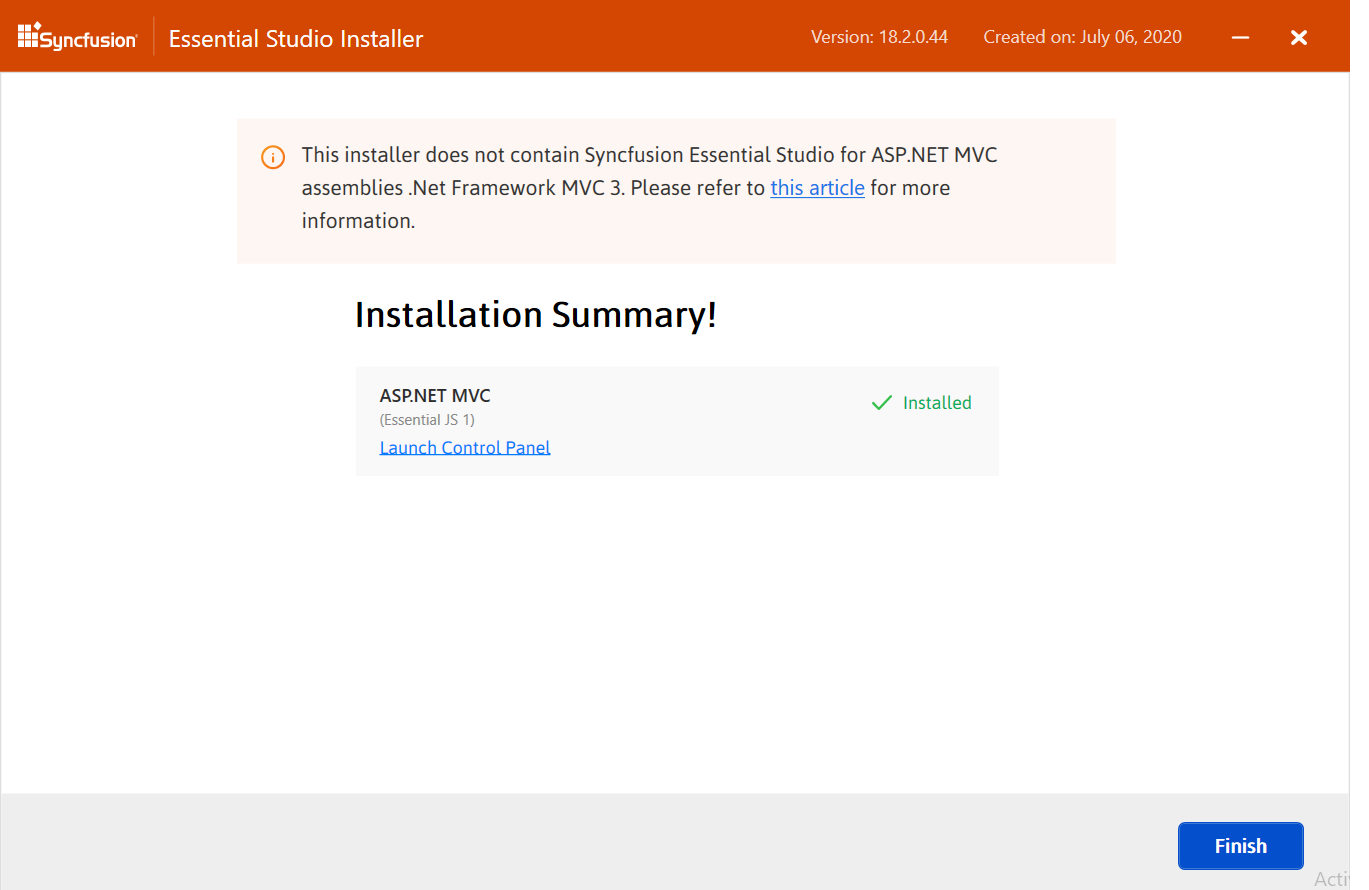 Syncfusion
Essential Studio Installer
Version: 18.2.0.44
Created on: July 06, 2020
This installer does not contain Syncfusion Essential Studio for ASP.NET MVC
assemblies .Net Framework MVC 3. Please refer to this article for more
information.
Installation Summary!
ASP.NET MVC
Installed
(Essential JS 1)
Launch Control Panel
Finish
Acti